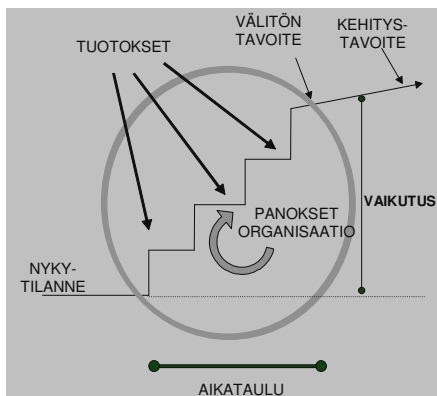 VÄLITÖN
TAVOITE
KEHITYS-
TAVOITE
TUOTOKSET
VAIKUTUS
PANOKSET
ORGANISAATIO
NYKY-
TILANNE
AIKATAULU